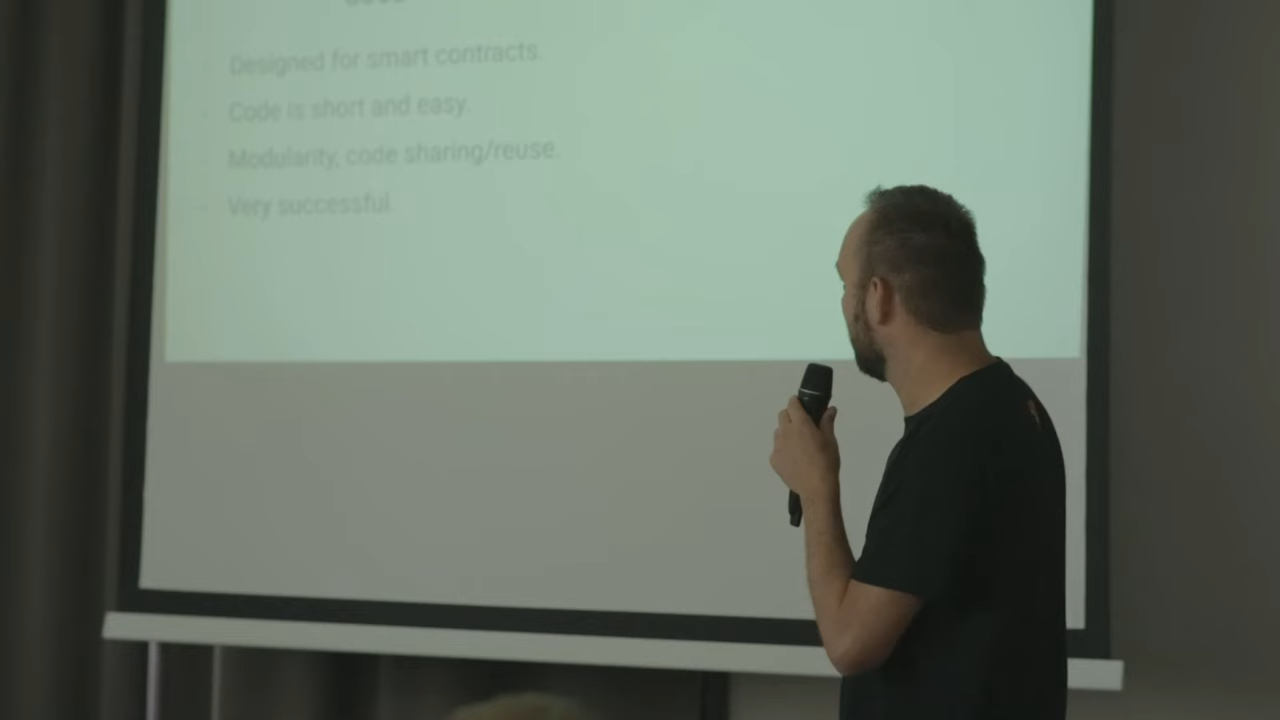 - Designed for smart contracts.
- Code is short and easy.
- Modularity, code sharing/reuse.
- Very successful.